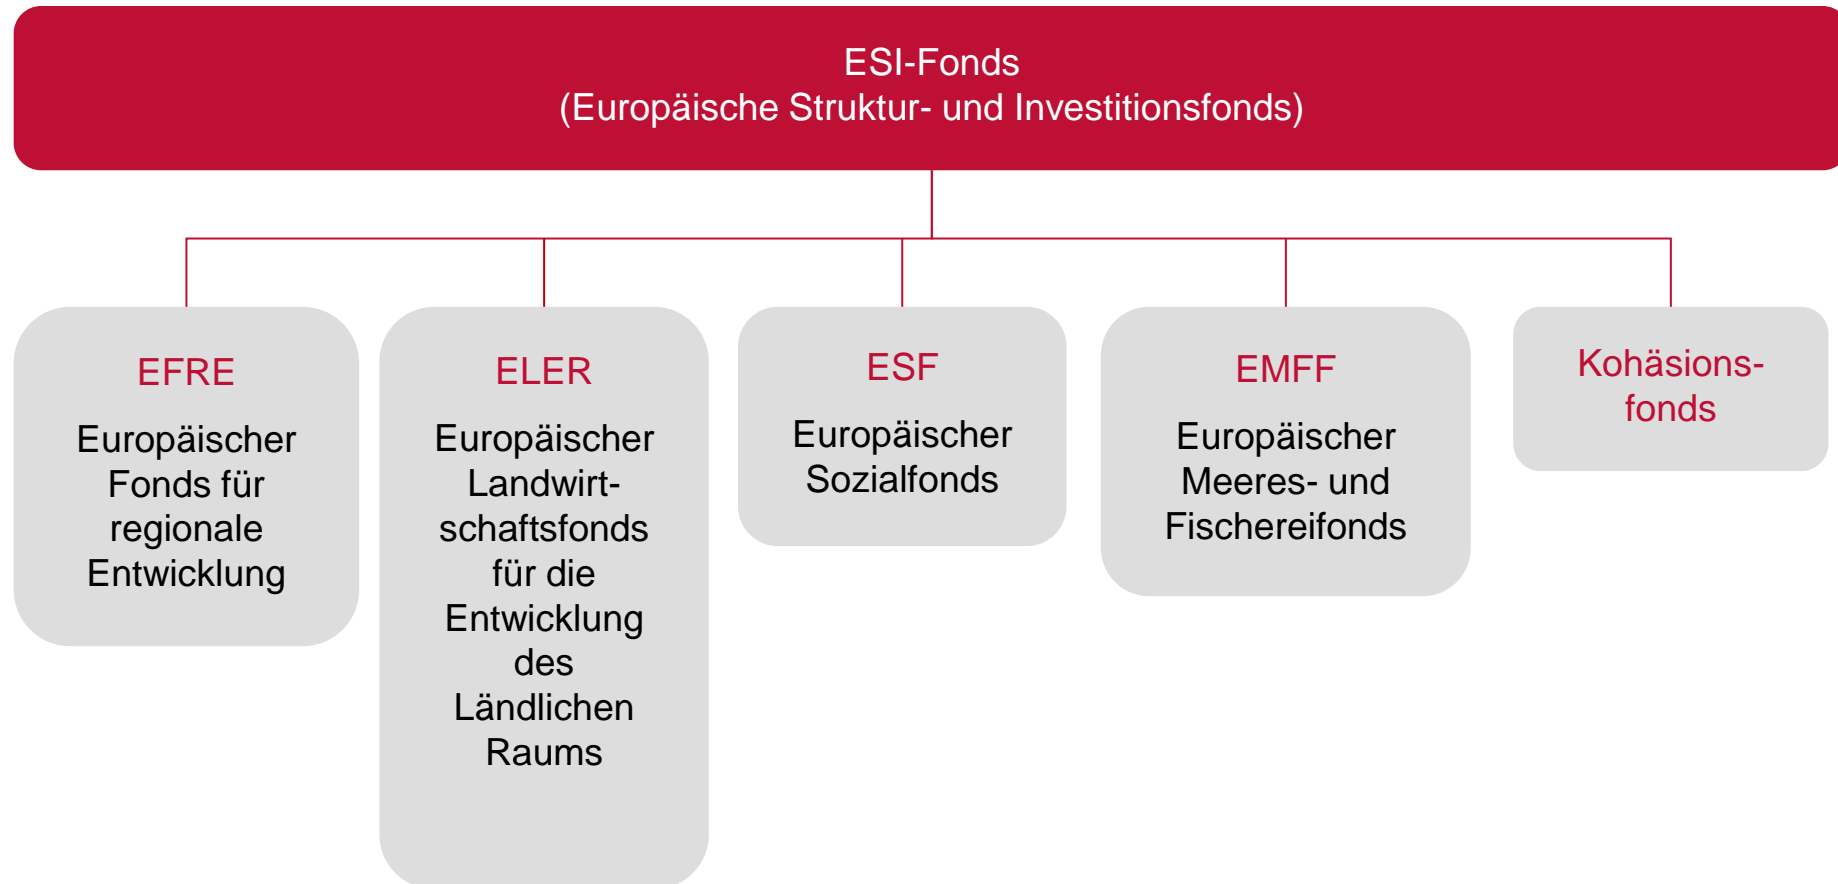 ESI-Fonds
(Europäische Struktur- und Investitionsfonds)
EFRE
Europäischer
Fonds für
regionale
Entwicklung
ELER
Europäischer
Landwirt-
schaftsfonds
für die
Entwicklung
des
Ländlichen
Raums
ESF
Europäischer
Sozialfonds
EMFF
Europäischer
Meeres- und
Fischereifonds
Kohäsions-
fonds